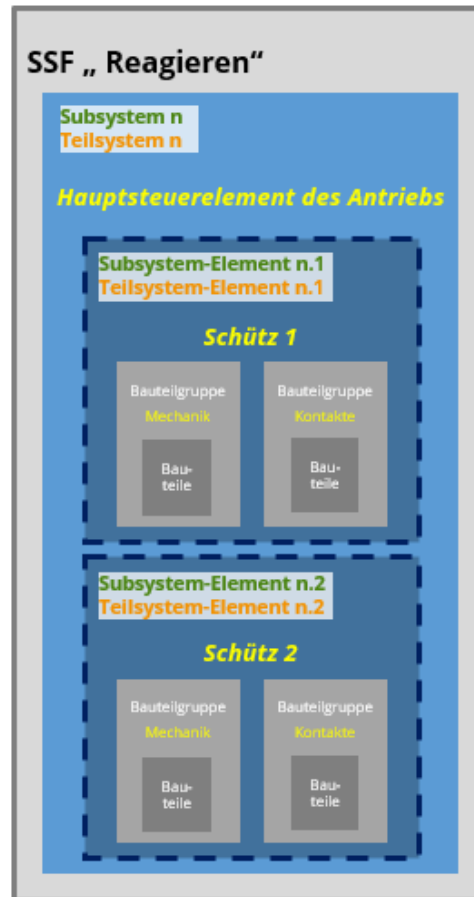 SSF „ Reagieren“
Subsystem n
Teilsystem n
Hauptsteuerelement des Antriebs
Subsystem-Element n.1
Teilsystem-Element n.1
Schütz 1
Bauteilgruppe
Mechanik
Bau-
teile
Bauteilgruppe
Kontakte
Bau-
teile
Subsystem-Element n.2
Teilsystem-Element n.2
Schütz 2
Bauteilgruppe
Mechanik
Bau-
teile
Bauteilgruppe
Kontakte
Bau-
teile